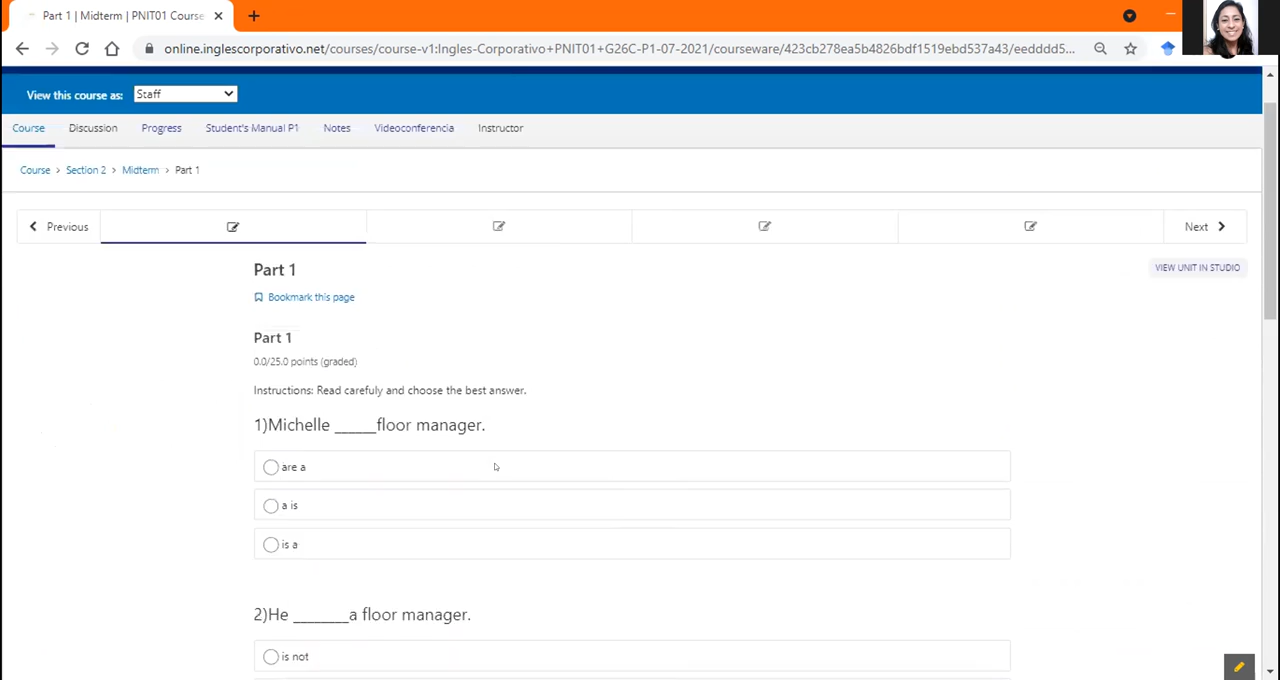 Part 1 | Midterm | PNIT01 Course
online.inglescorporativo.net/courses/course-v1:Ingles-Corporativo+PNIT01+G26C-P1-07-2021/courseware/423cb278ea5b4826bdf1519ebd537a43/eedddd5...
View this course as: Staff
Course Discussion Progress Student's Manual P1 Notes Videoconferencia Instructor
Course > Section 2 > Midterm > Part 1
Previous Next
Part 1
VIEW UNIT IN STUDIO
Bookmark this page
Part 1
0.0/25.0 points (graded)
Instructions: Read carefuly and choose the best answer.
1)Michelle ______floor manager.
are a
a is
is a
2)He ________a floor manager.
is not